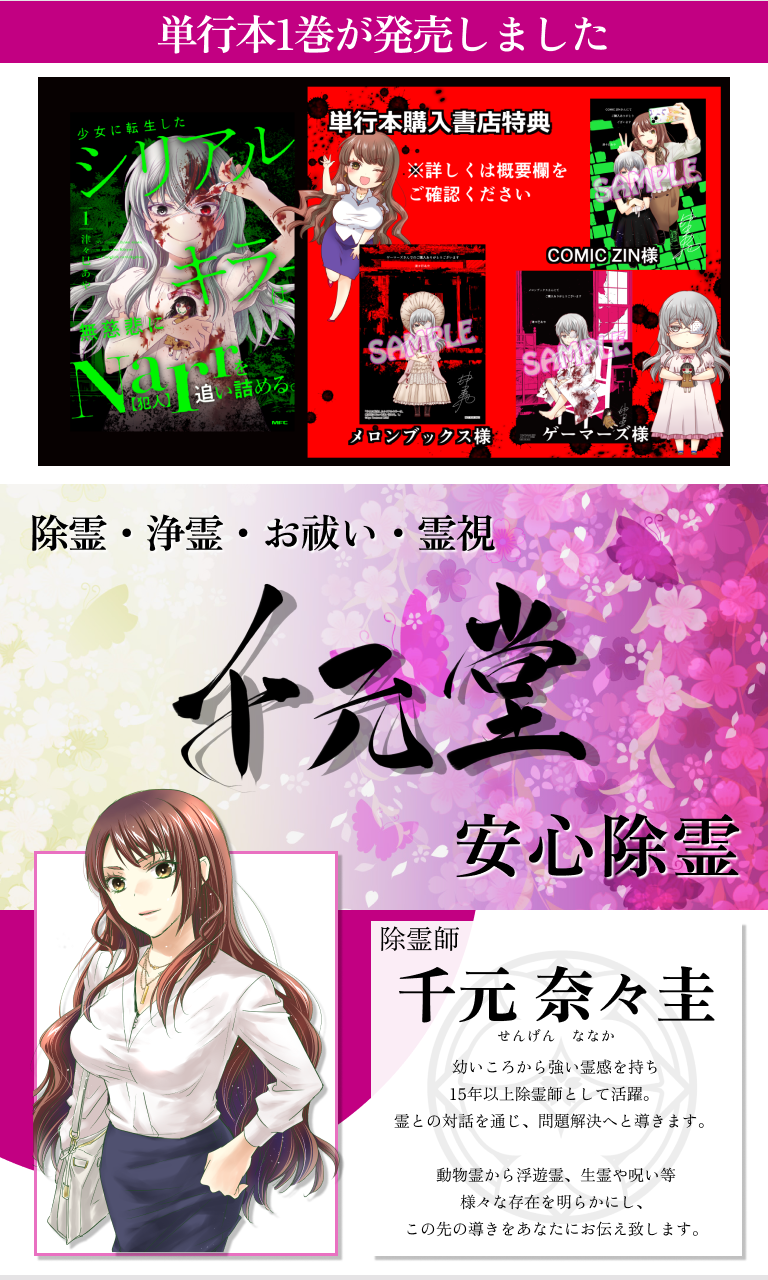 単行本1巻が発売しました
少女に転生した
シリアル
キラーは
1
無慈悲に
Narrを
【犯人】
追い詰める。
MFC
単行本購入書店特典
※詳しくは概要欄を
ご確認ください
SAMPLE
COMIC ZIN様
SAMPLE
メロンブックス様
SAMPLE
ゲーマーズ様
除霊・浄霊・お祓い・霊視
千元堂
安心除霊
除霊師
千元 奈々圭
せんげん ななか
幼いころから強い霊感を持ち
15年以上除霊師として活躍。
霊との対話を通じ、問題解決へと導きます。
動物霊から浮遊霊、生霊や呪い等
様々な存在を明らかにし、
この先の導きをあなたにお伝え致します。